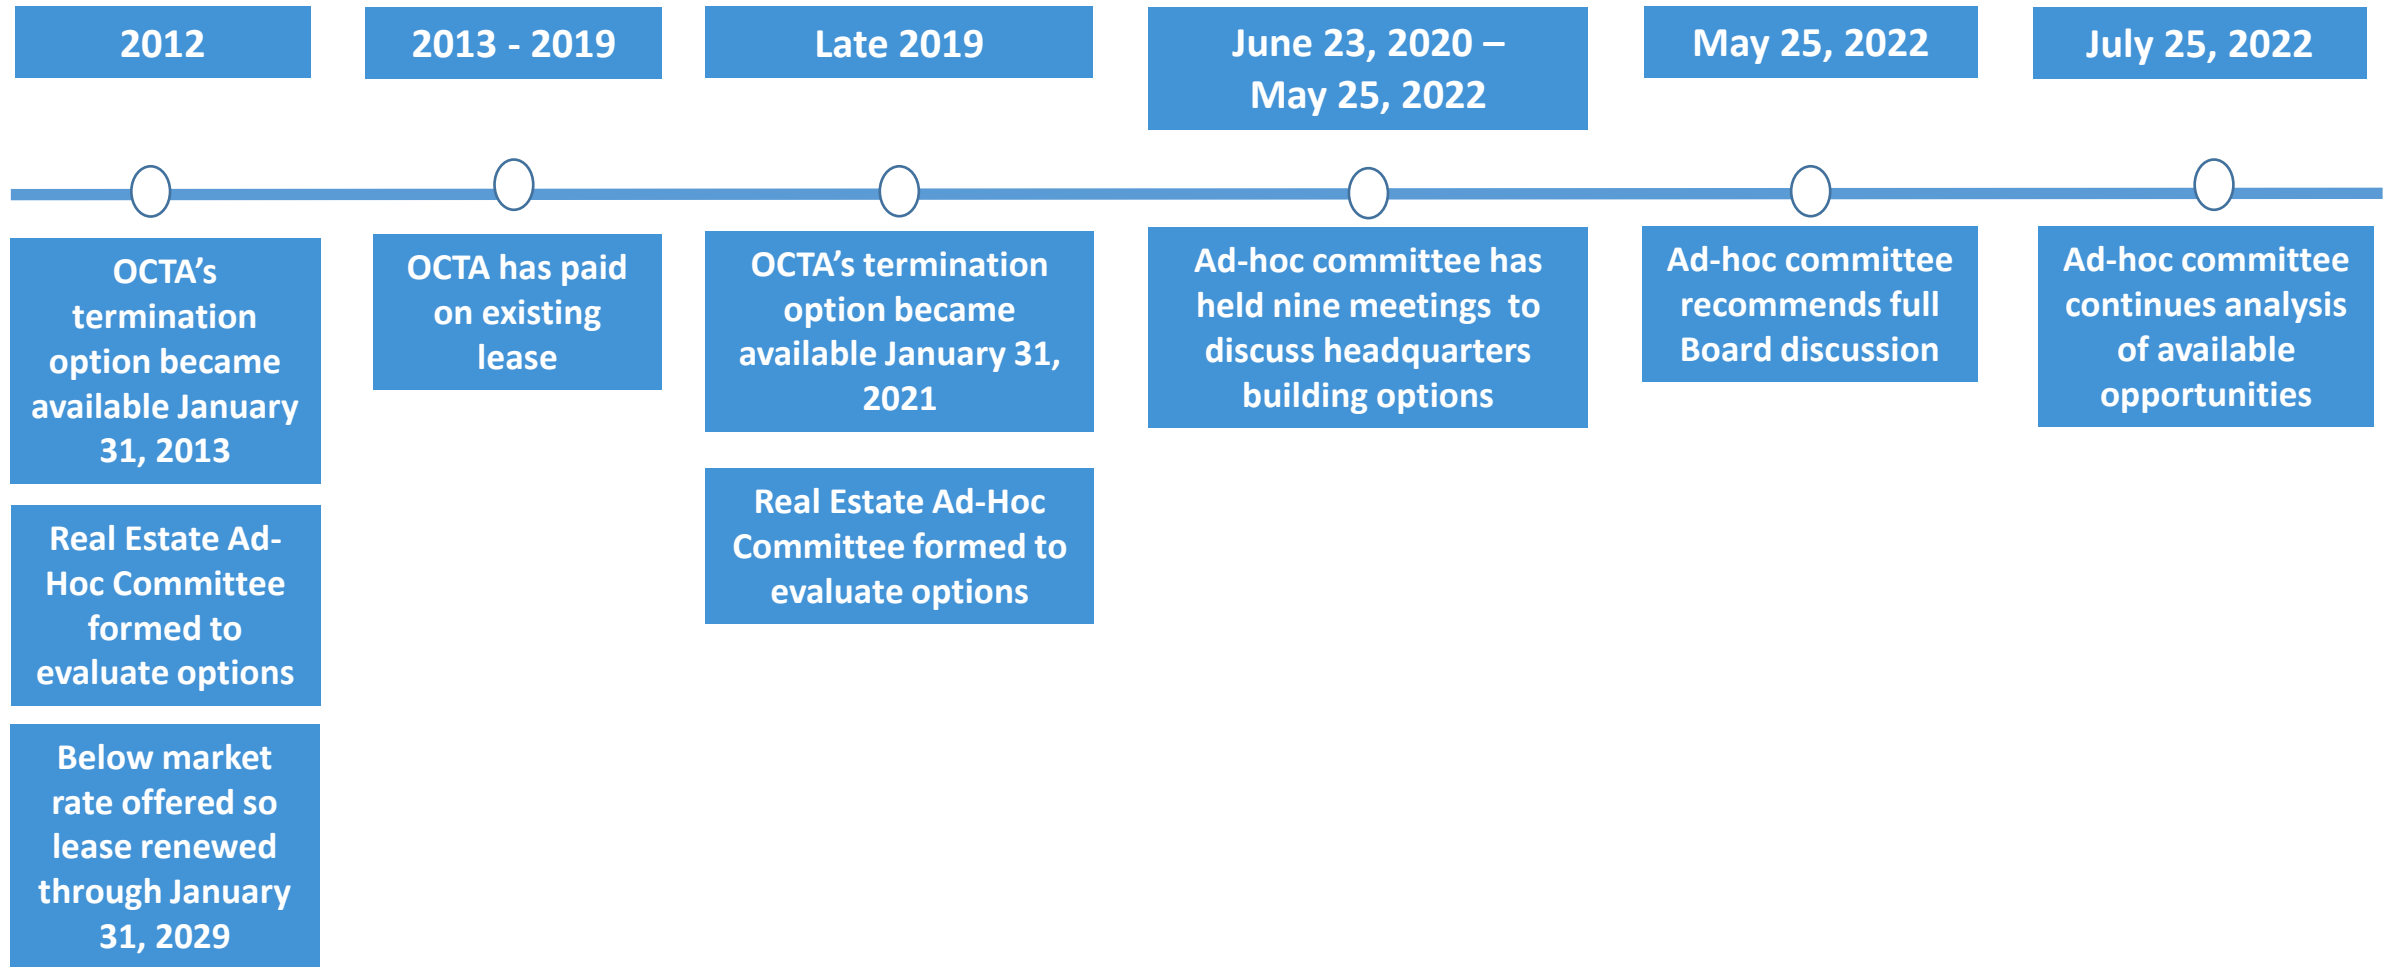 2012
2013 - 2019
Late 2019
June 23, 2020 –
May 25, 2022
May 25, 2022
July 25, 2022
OCTA’s
termination
option became
available January
31, 2013
Real Estate Ad-
Hoc Committee
formed to
evaluate options
Below market
rate offered so
lease renewed
through January
31, 2029
OCTA has paid
on existing
lease
OCTA’s termination
option became
available January 31,
2021
Real Estate Ad-Hoc
Committee formed to
evaluate options
Ad-hoc committee has
held nine meetings to
discuss headquarters
building options
Ad-hoc committee
recommends full
Board discussion
Ad-hoc committee
continues analysis
of available
opportunities